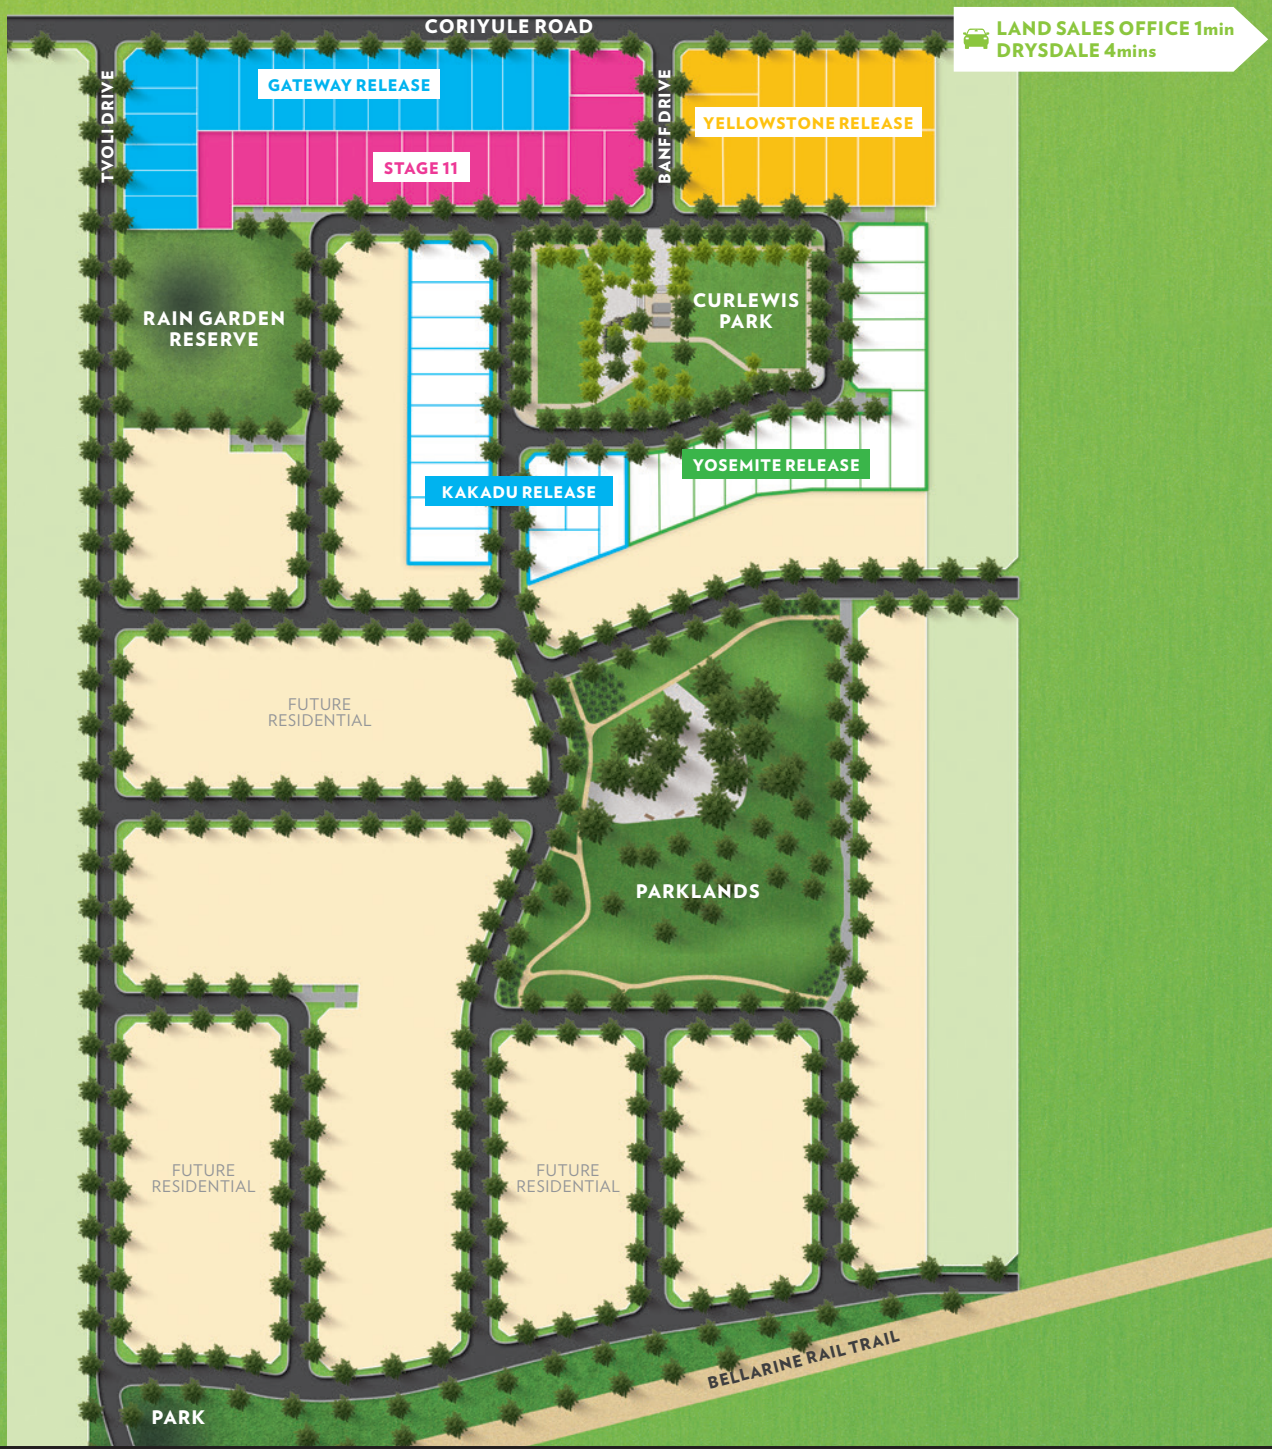 CORIYULE ROAD
LAND SALES OFFICE 1min
DRYSDALE 4mins
TVOLI DRIVE
GATEWAY RELEASE
BANFF DRIVE
YELLOWSTONE RELEASE
STAGE 11
RAIN GARDEN
RESERVE
CURLEWIS
PARK
YOSEMITE RELEASE
KAKADU RELEASE
FUTURE
RESIDENTIAL
PARKLANDS
FUTURE
RESIDENTIAL
FUTURE
RESIDENTIAL
BELLARINE RAIL TRAIL
PARK